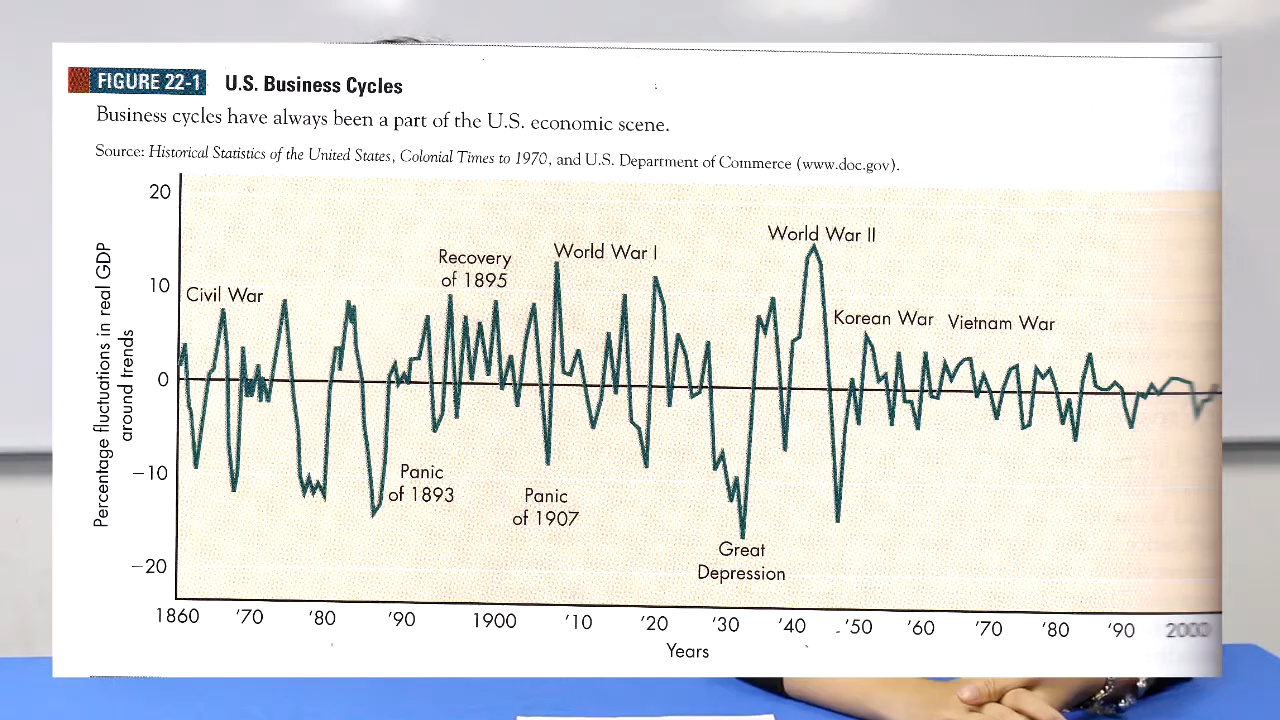 FIGURE 22-1 U.S. Business Cycles
Business cycles have always been a part of the U.S. economic scene.
Source: Historical Statistics of the United States, Colonial Times to 1970, and U.S. Department of Commerce (www.doc.gov).
Percentage fluctuations in real GDP
around trends
20
10
0
−10
−20
Civil War
Recovery
of 1895
World War I
World War II
Korean War
Vietnam War
Panic
of 1893
Panic
of 1907
Great
Depression
1860 '70 '80 '90 1900 '10 '20 '30 '40 '50 '60 '70 '80 '90 2000
Years